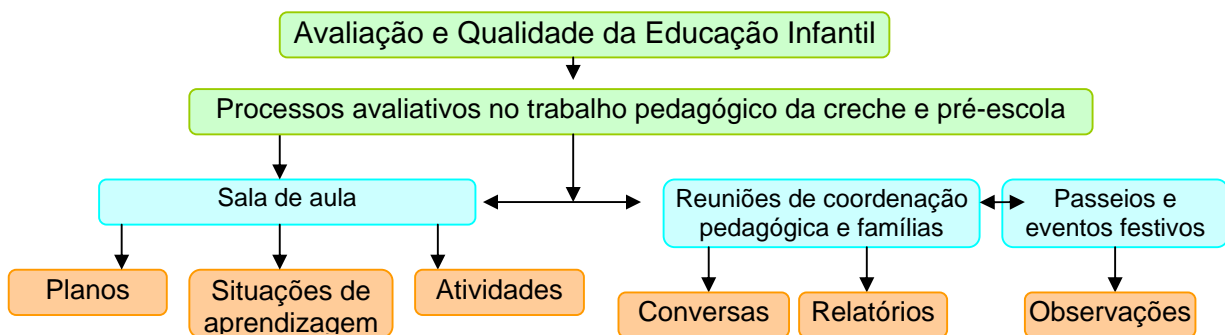 Avaliação e Qualidade da Educação Infantil
Processos avaliativos no trabalho pedagógico da creche e pré-escola
Sala de aula
Reuniões de coordenação
pedagógica e famílias
Passeios e
eventos festivos
Planos
Situações de
aprendizagem
Atividades
Conversas
Relatórios
Observações